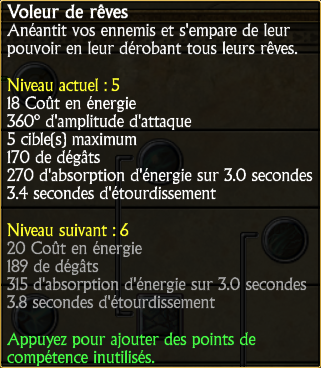 Voleur de rêves
Anéantit vos ennemis et s'empare de leur
pouvoir en leur dérobant tous leurs rêves.
Niveau actuel : 5
18 Coût en énergie
360° d'amplitude d'attaque
5 cible(s) maximum
170 de dégâts
270 d'absorption d'énergie sur 3.0 secondes
3.4 secondes d'étourdissement
Niveau suivant : 6
20 Coût en énergie
189 de dégâts
315 d'absorption d'énergie sur 3.0 secondes
3.8 secondes d'étourdissement
Appuyez pour ajouter des points de
compétence inutilisés.